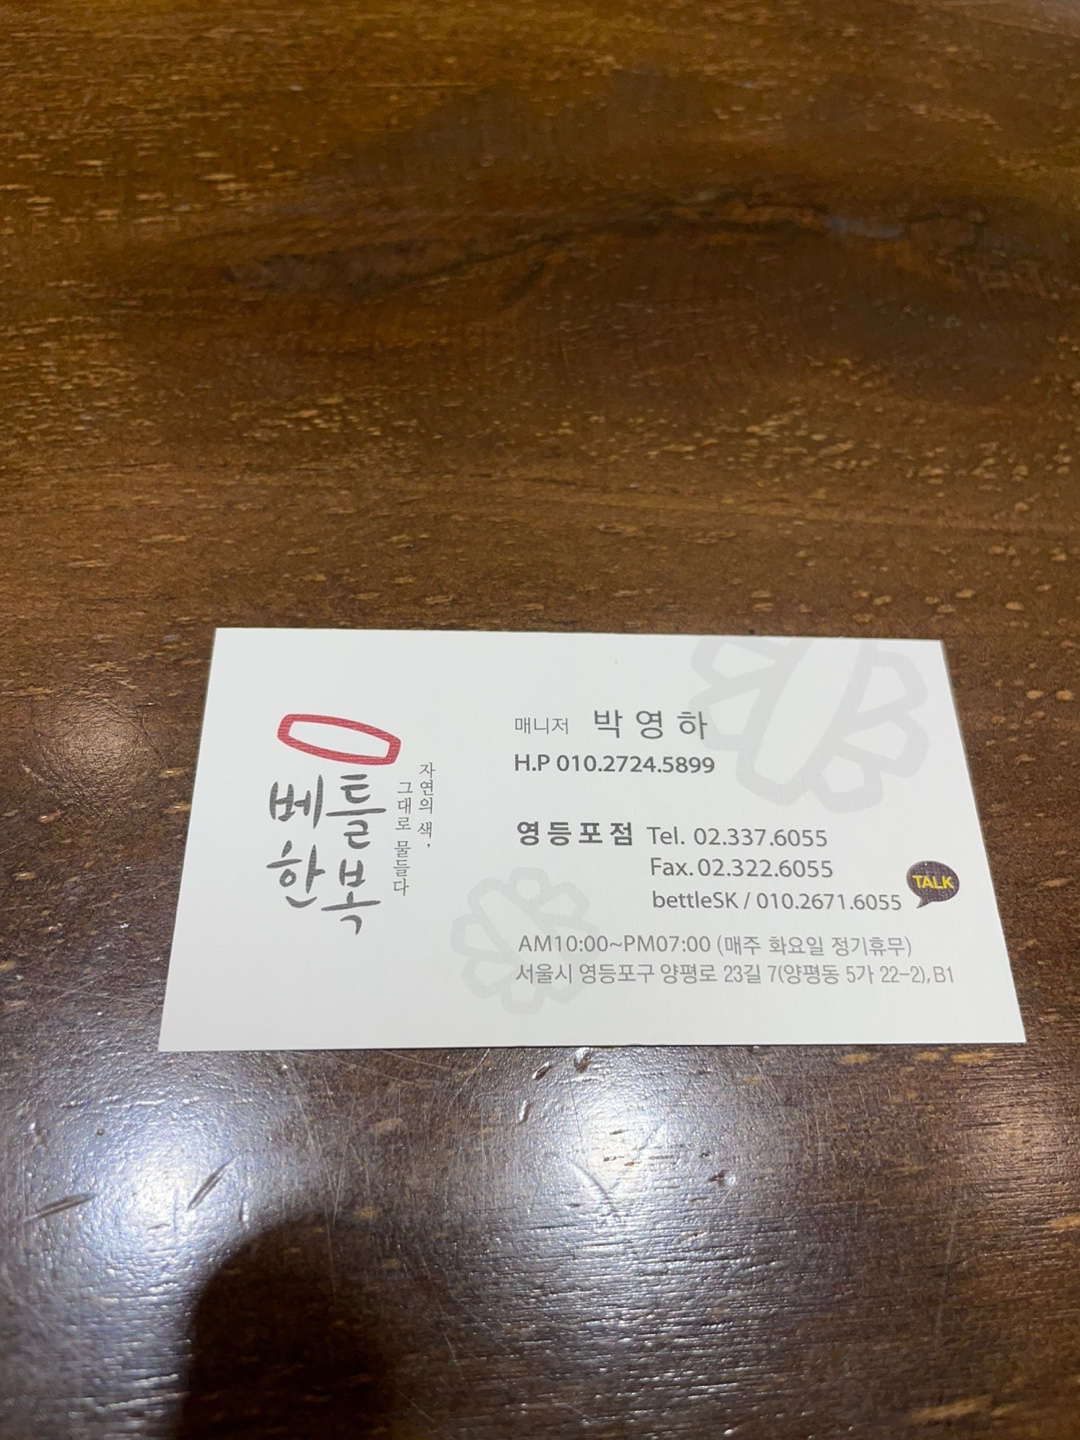 베틀
한복
자연의 색,
그대로 물들다
매니저 박영하
H.P 010.2724.5899
영등포점 Tel. 02.337.6055
Fax. 02.322.6055
bettleSK / 010.2671.6055 TALK
AM10:00~PM07:00 (매주 화요일 정기휴무)
서울시 영등포구 양평로 23길 7(양평동 5가 22-2), B1